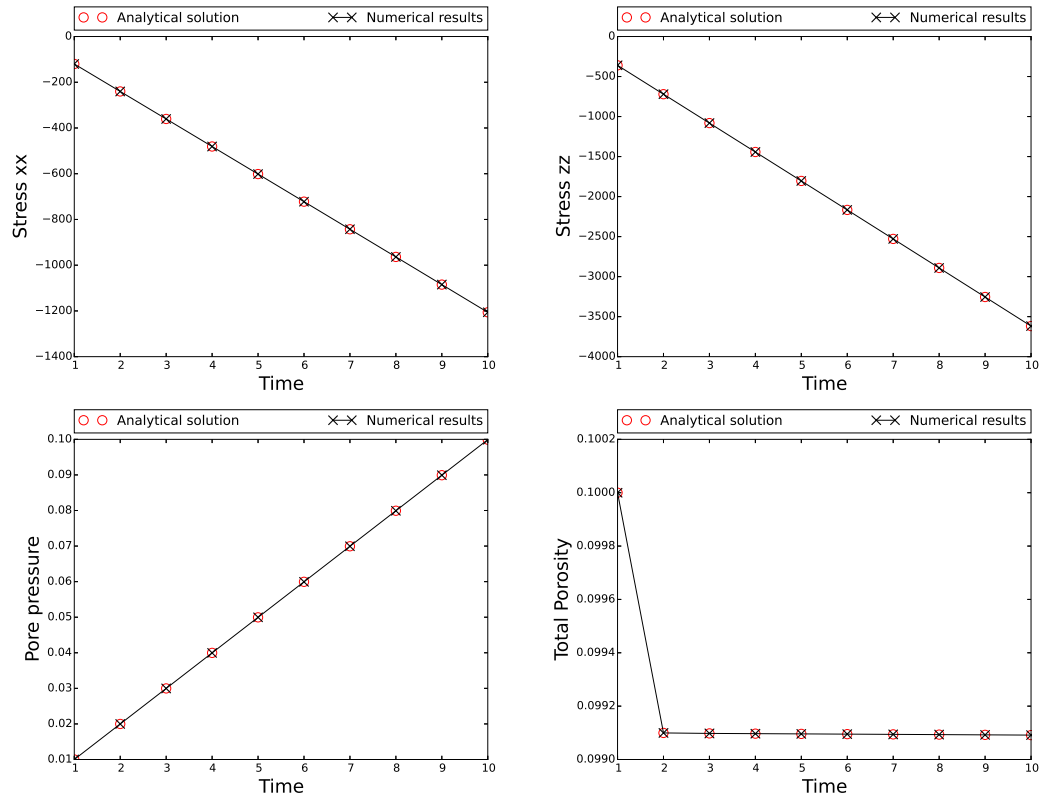 Analytical solution Numerical results
0
−200
−400
−600
−800
−1000
−1200
−1400
Stress xx
1 2 3 4 5 6 7 8 9 10
Time
Analytical solution Numerical results
0
−500
−1000
−1500
−2000
−2500
−3000
−3500
−4000
Stress zz
1 2 3 4 5 6 7 8 9 10
Time
Analytical solution Numerical results
0.10
0.09
0.08
0.07
0.06
0.05
0.04
0.03
0.02
0.01
Pore pressure
1 2 3 4 5 6 7 8 9 10
Time
Analytical solution Numerical results
0.1002
0.1000
0.0998
0.0996
0.0994
0.0992
0.0990
Total Porosity
1 2 3 4 5 6 7 8 9 10
Time